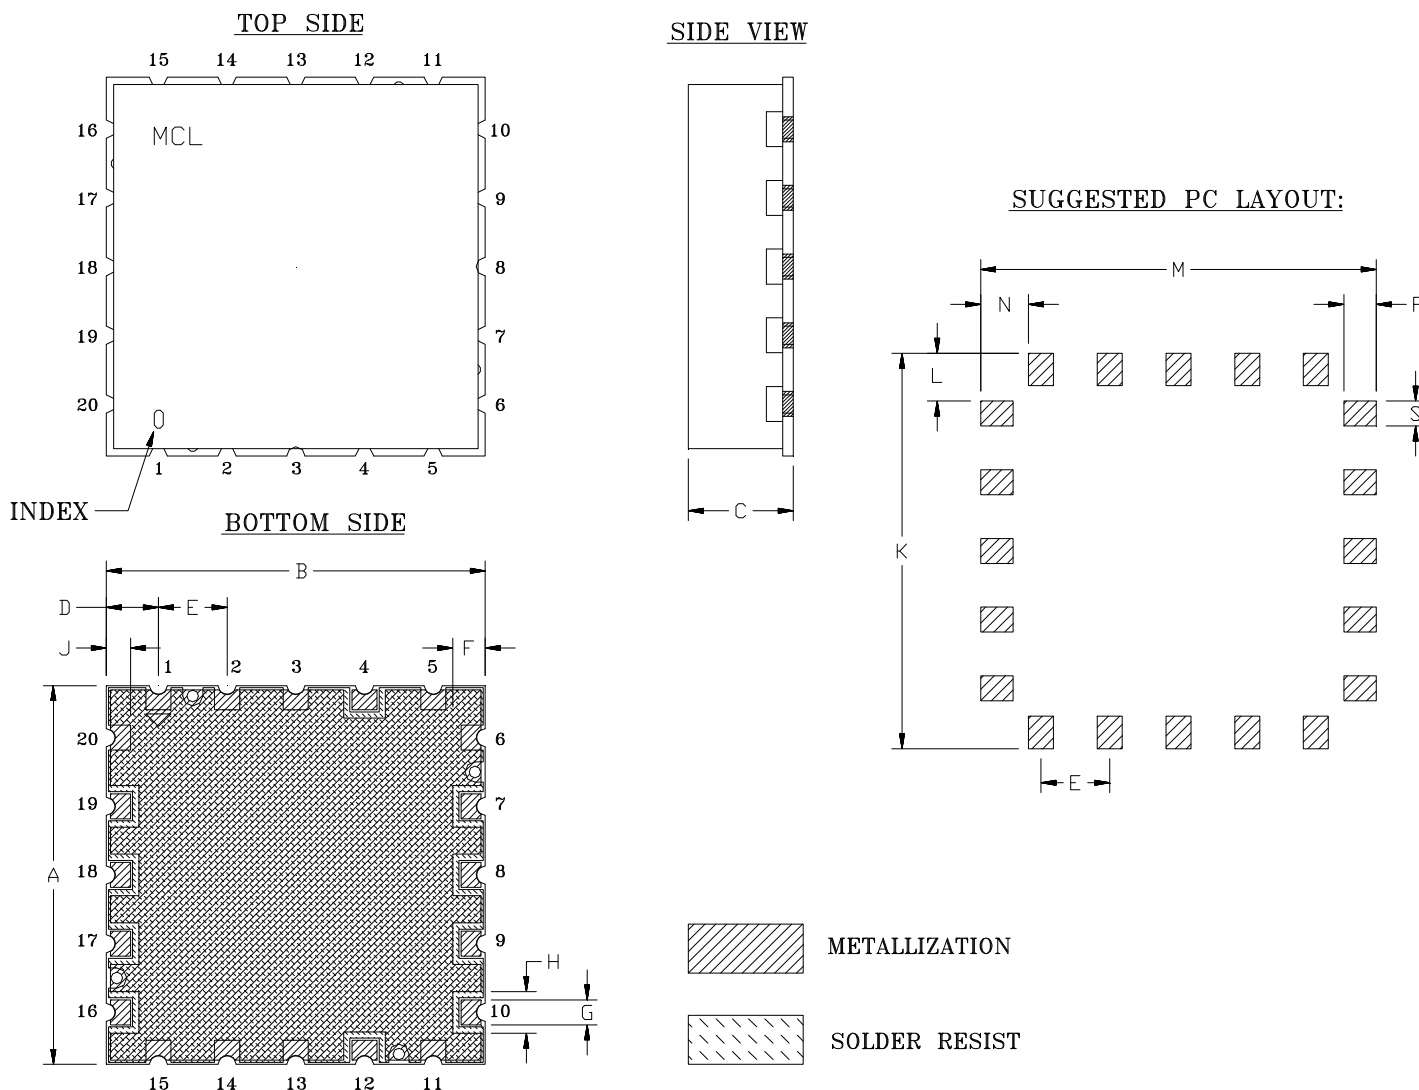 TOP SIDE
15 14 13 12 11
16 10
MCL
17 9
18 8
19 7
20 6
1 2 3 4 5
INDEX
SIDE VIEW
C
SUGGESTED PC LAYOUT:
M
N
L
S
K
E
BOTTOM SIDE
B
D E
J F
1 2 3 4 5
20 6
19 7
A 18 8
17 9
H
16 10 G
15 14 13 12 11
METALLIZATION
SOLDER RESIST